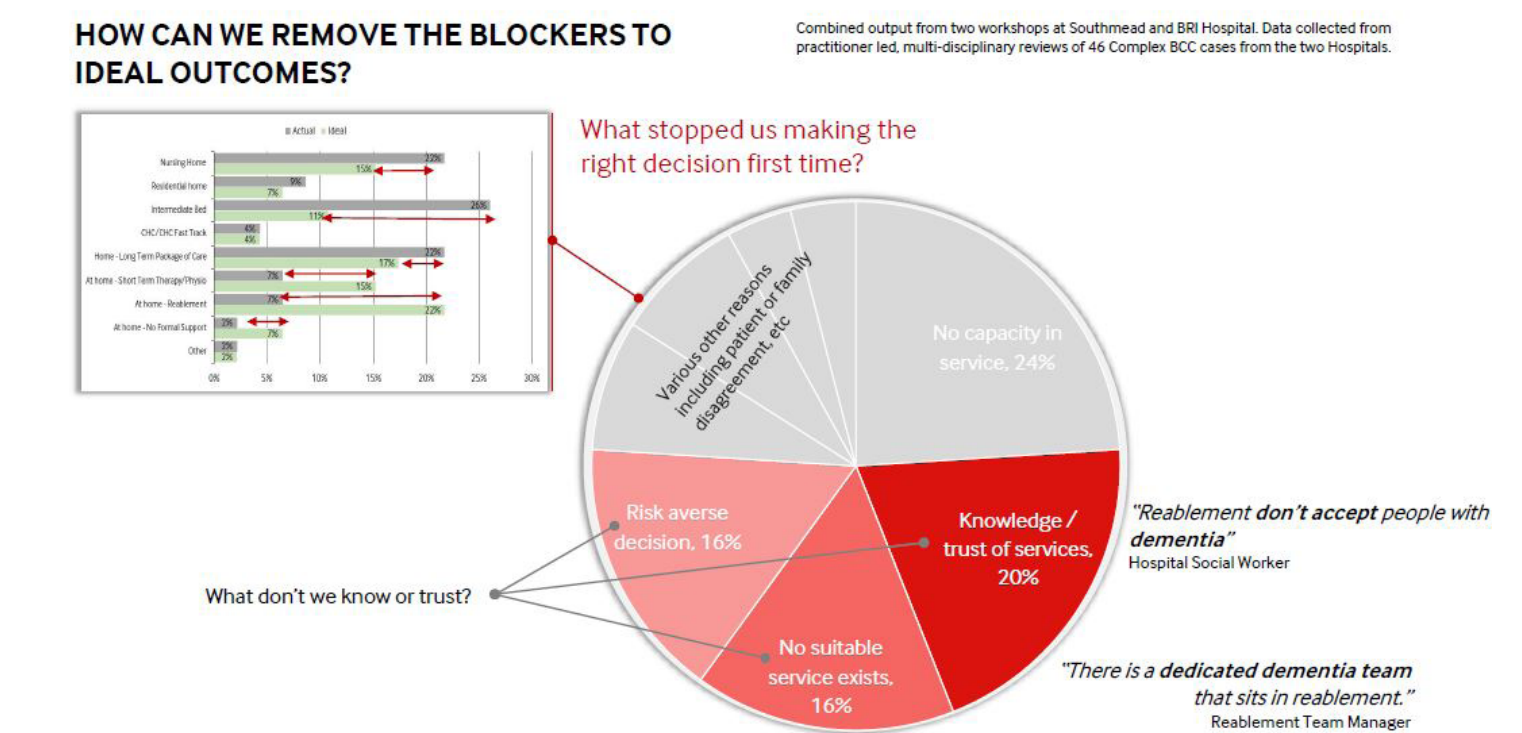 HOW CAN WE REMOVE THE BLOCKERS TO
IDEAL OUTCOMES?
Combined output from two workshops at Southmead and BRI Hospital. Data collected from
practitioner led, multi-disciplinary reviews of 46 Complex BCC cases from the two Hospitals.
Actual Ideal
Nursing Home 22%
15%
Residential home 9%
7%
Intermediate Bed 26%
11%
CHC/CHC Fast Track 4%
4%
Home - Long Term Package of Care 22%
17%
At home - Short Term Therapy/Physio 7%
15%
At home - Reablement 7%
22%
At home - No Formal Support 2%
7%
Other 2%
2%
0% 5% 10% 15% 20% 25% 30%
What stopped us making the
right decision first time?
Various other reasons
including patient or family
disagreement, etc
No capacity in
service, 24%
Risk averse
decision, 16%
Knowledge /
trust of services,
20%
No suitable
service exists,
16%
What don't we know or trust?
"Reablement don't accept people with
dementia"
Hospital Social Worker
"There is a dedicated dementia team
that sits in reablement."
Reablement Team Manager